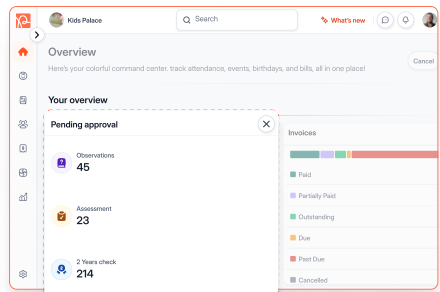 Kids Palace
Search
What's new
Overview
Here's your colorful command center. track attendance, events, birthdays, and bills, all in one place!
Cancel
Your overview
Pending approval
Observations
45
Assessment
23
2 Years check
214
Invoices
Paid
Partially Paid
Outstanding
Due
Past Due
Cancelled